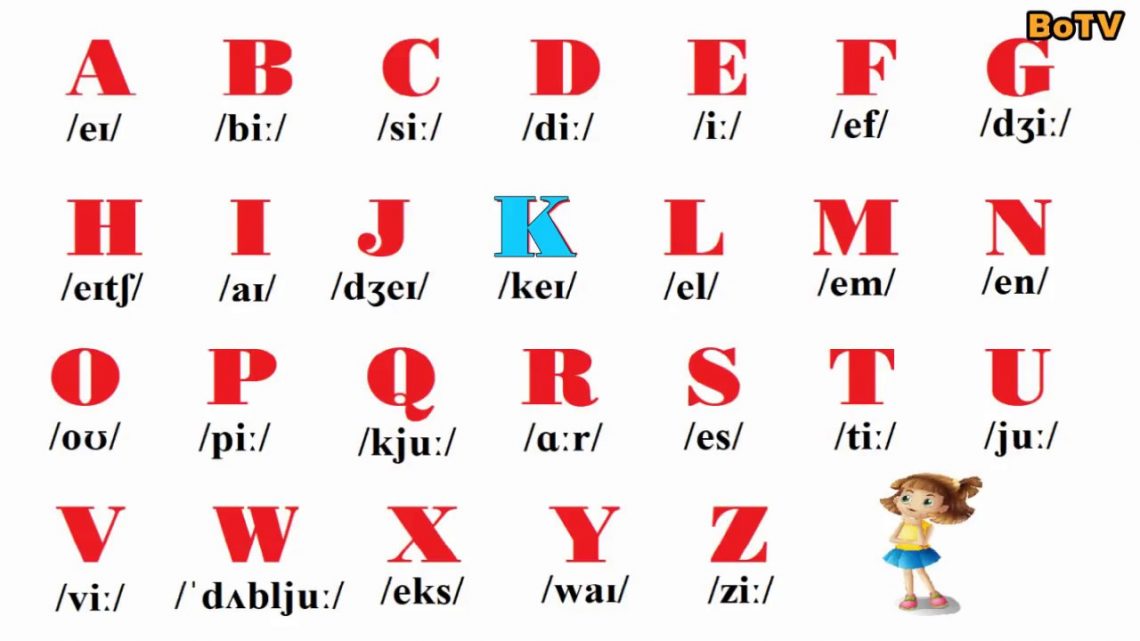 BoTV
A B C D E F G
/eɪ/ /biː/ /siː/ /diː/ /iː/ /ef/ /dʒiː/
H I J K L M N
/eɪtʃ/ /aɪ/ /dʒeɪ/ /keɪ/ /el/ /em/ /en/
O P Q R S T U
/oʊ/ /piː/ /kjuː/ /ɑːr/ /es/ /tiː/ /juː/
V W X Y Z
/viː/ /ˈdʌbljuː/ /eks/ /waɪ/ /ziː/